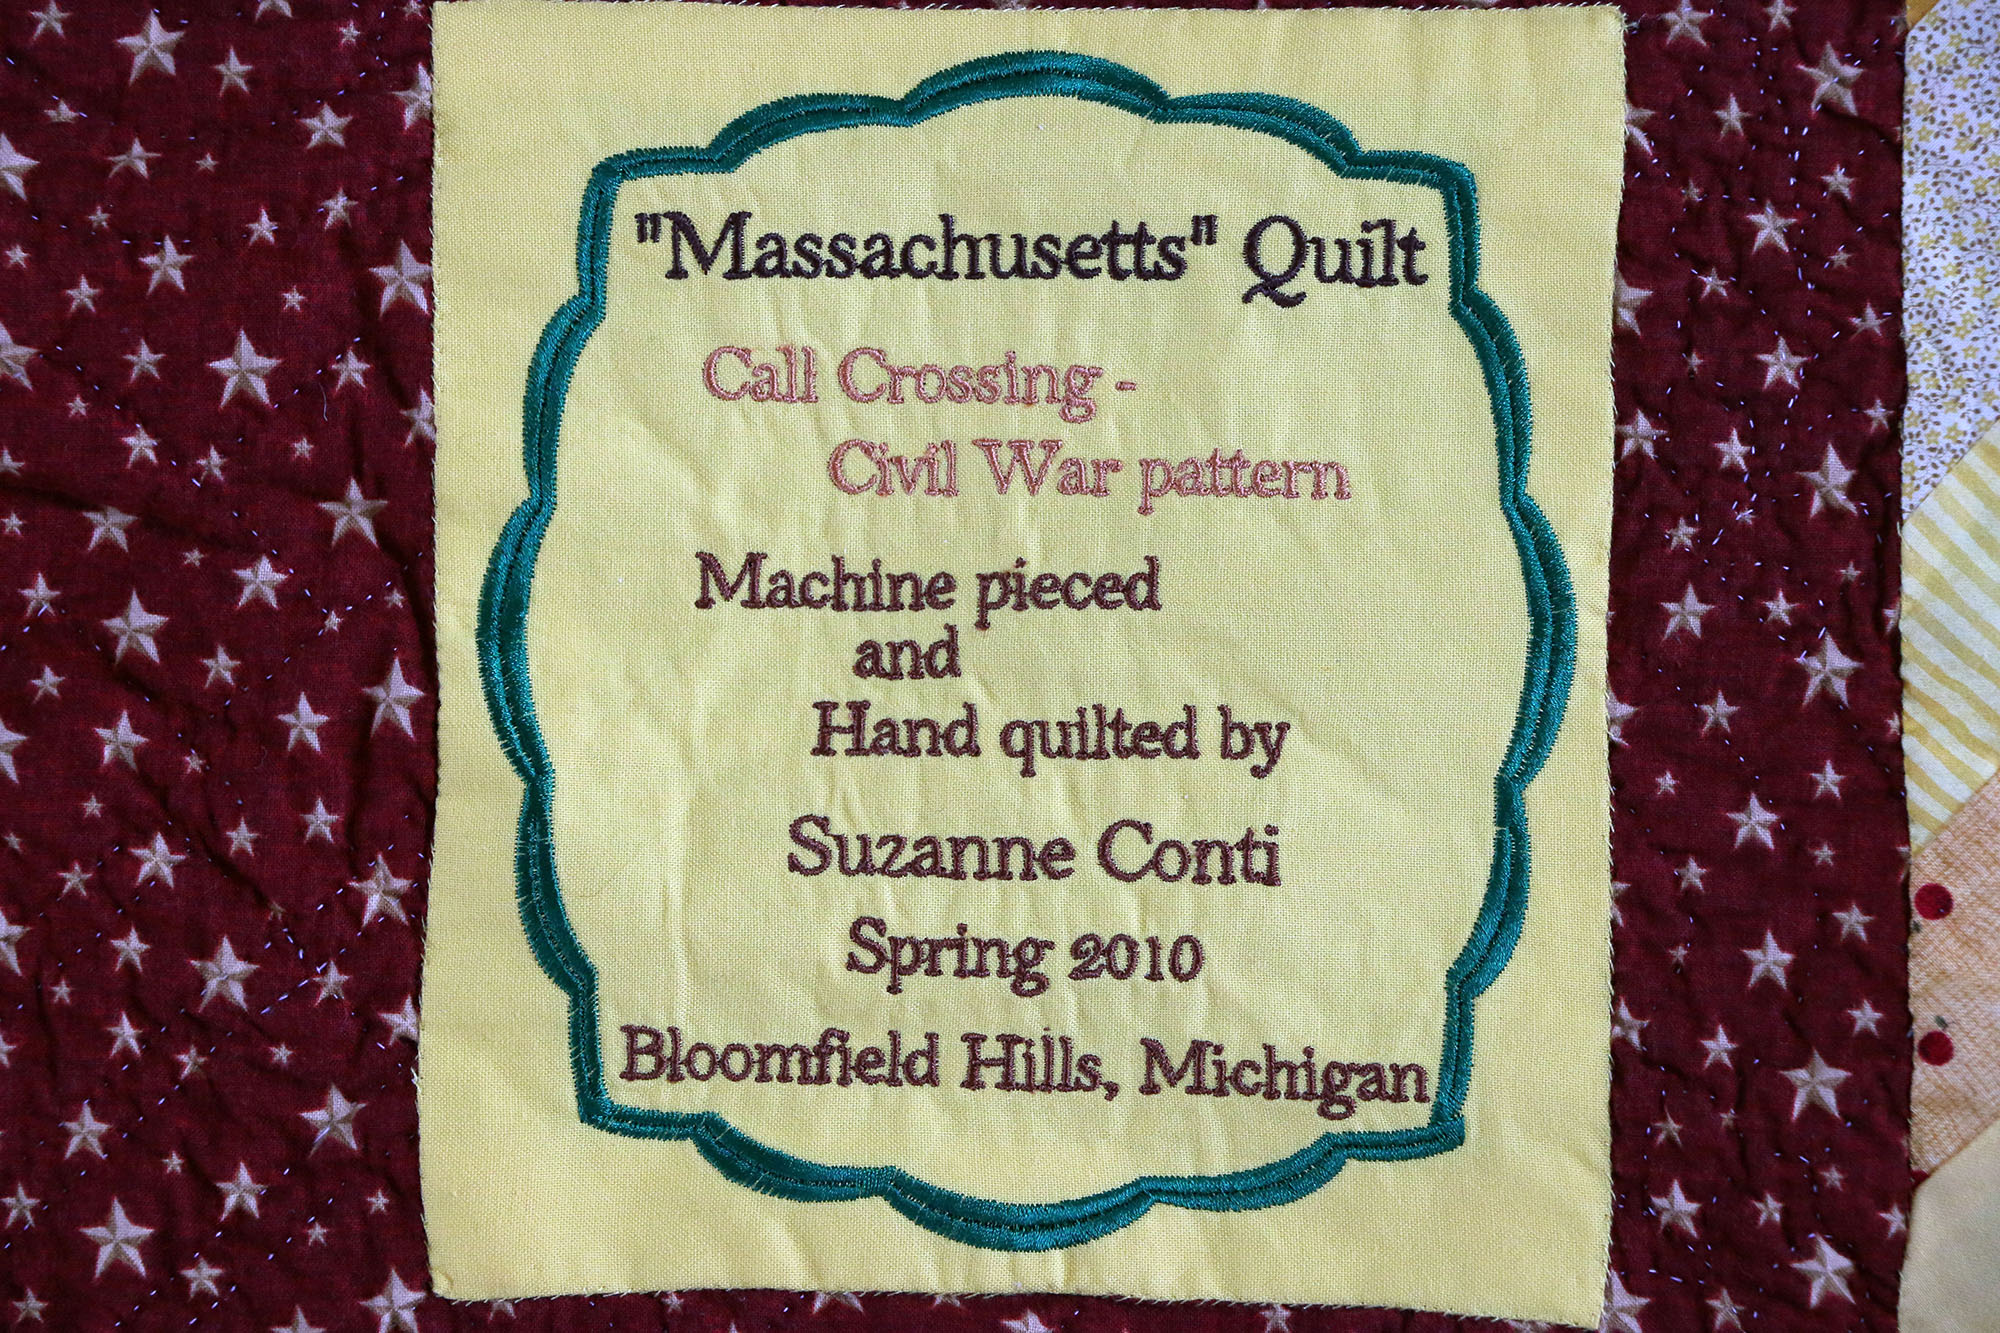 "Massachusetts" Quilt
Call Crossing -
Civil War pattern
Machine pieced
and
Hand quilted by
Suzanne Conti
Spring 2010
Bloomfield Hills, Michigan